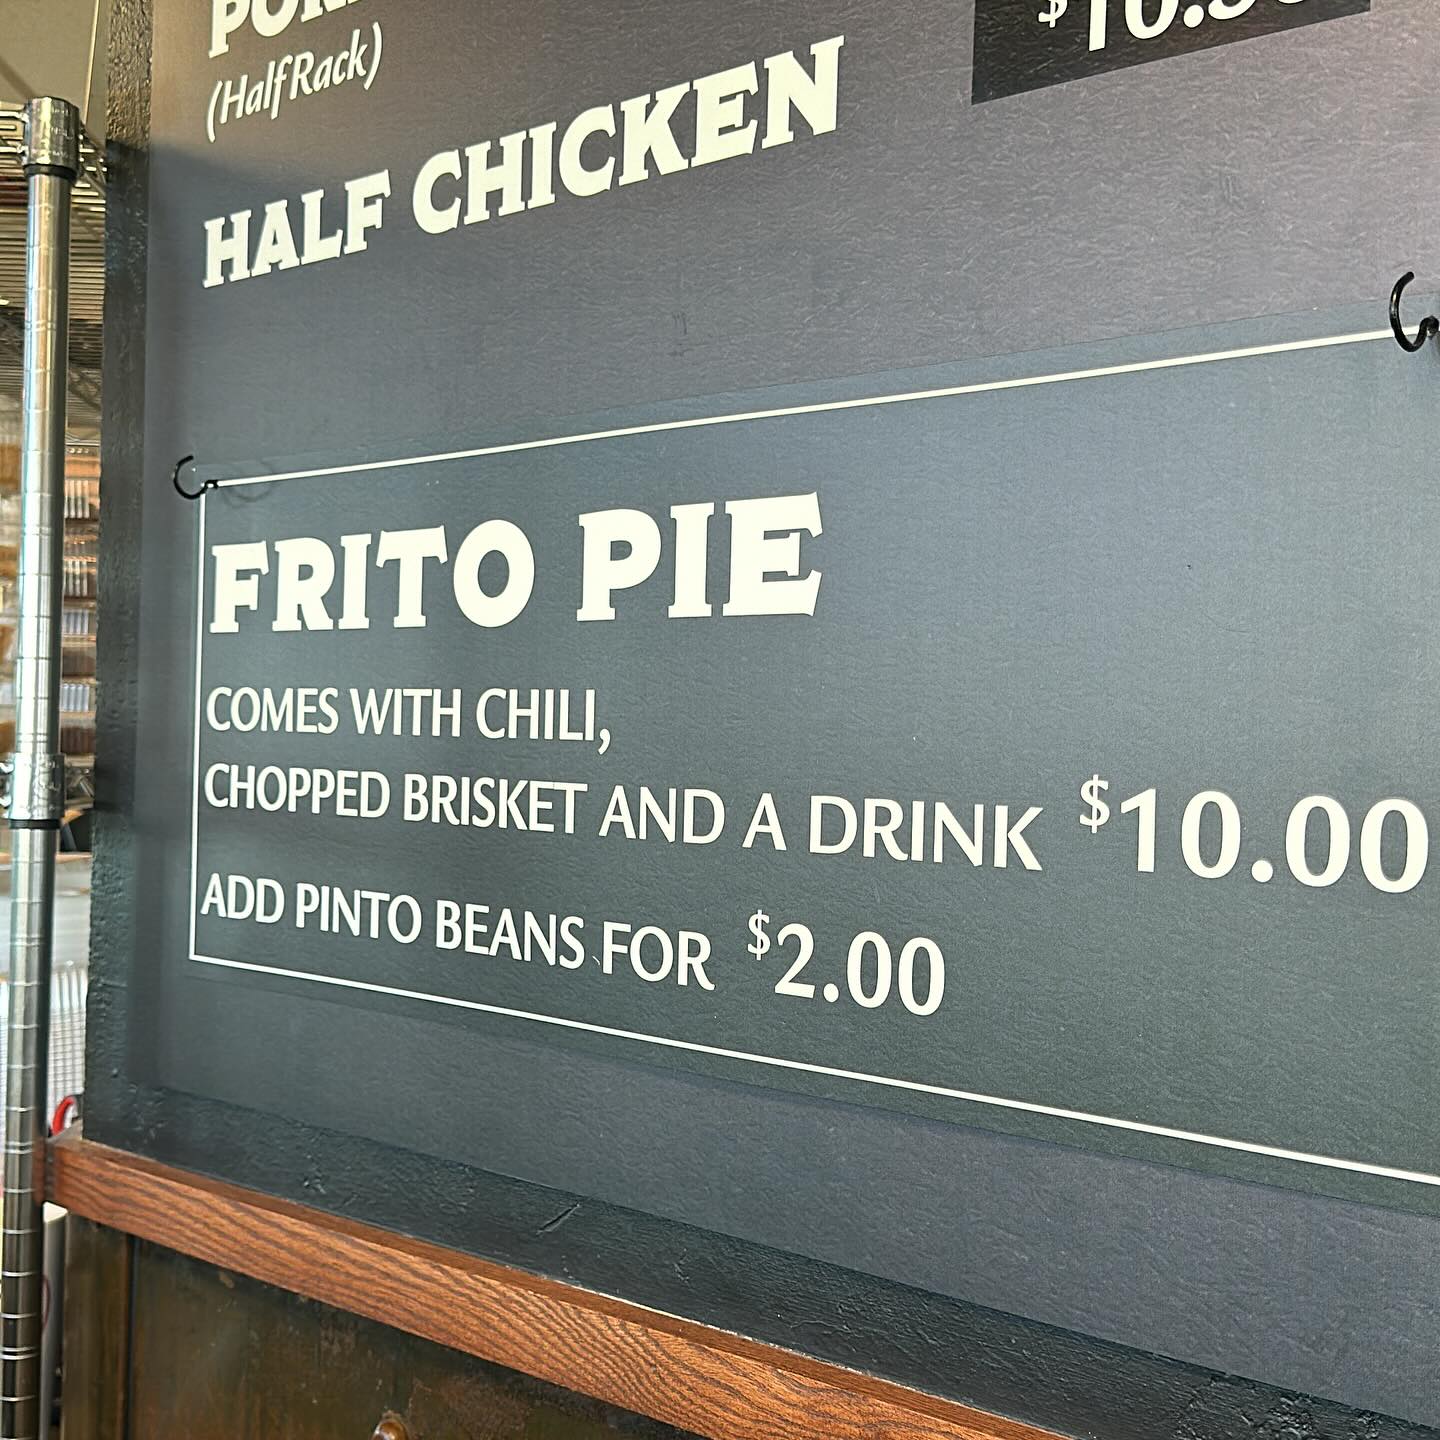 (Half Rack)
HALF CHICKEN
FRITO PIE
COMES WITH CHILI,
CHOPPED BRISKET AND A DRINK $10.00
ADD PINTO BEANS FOR $2.00